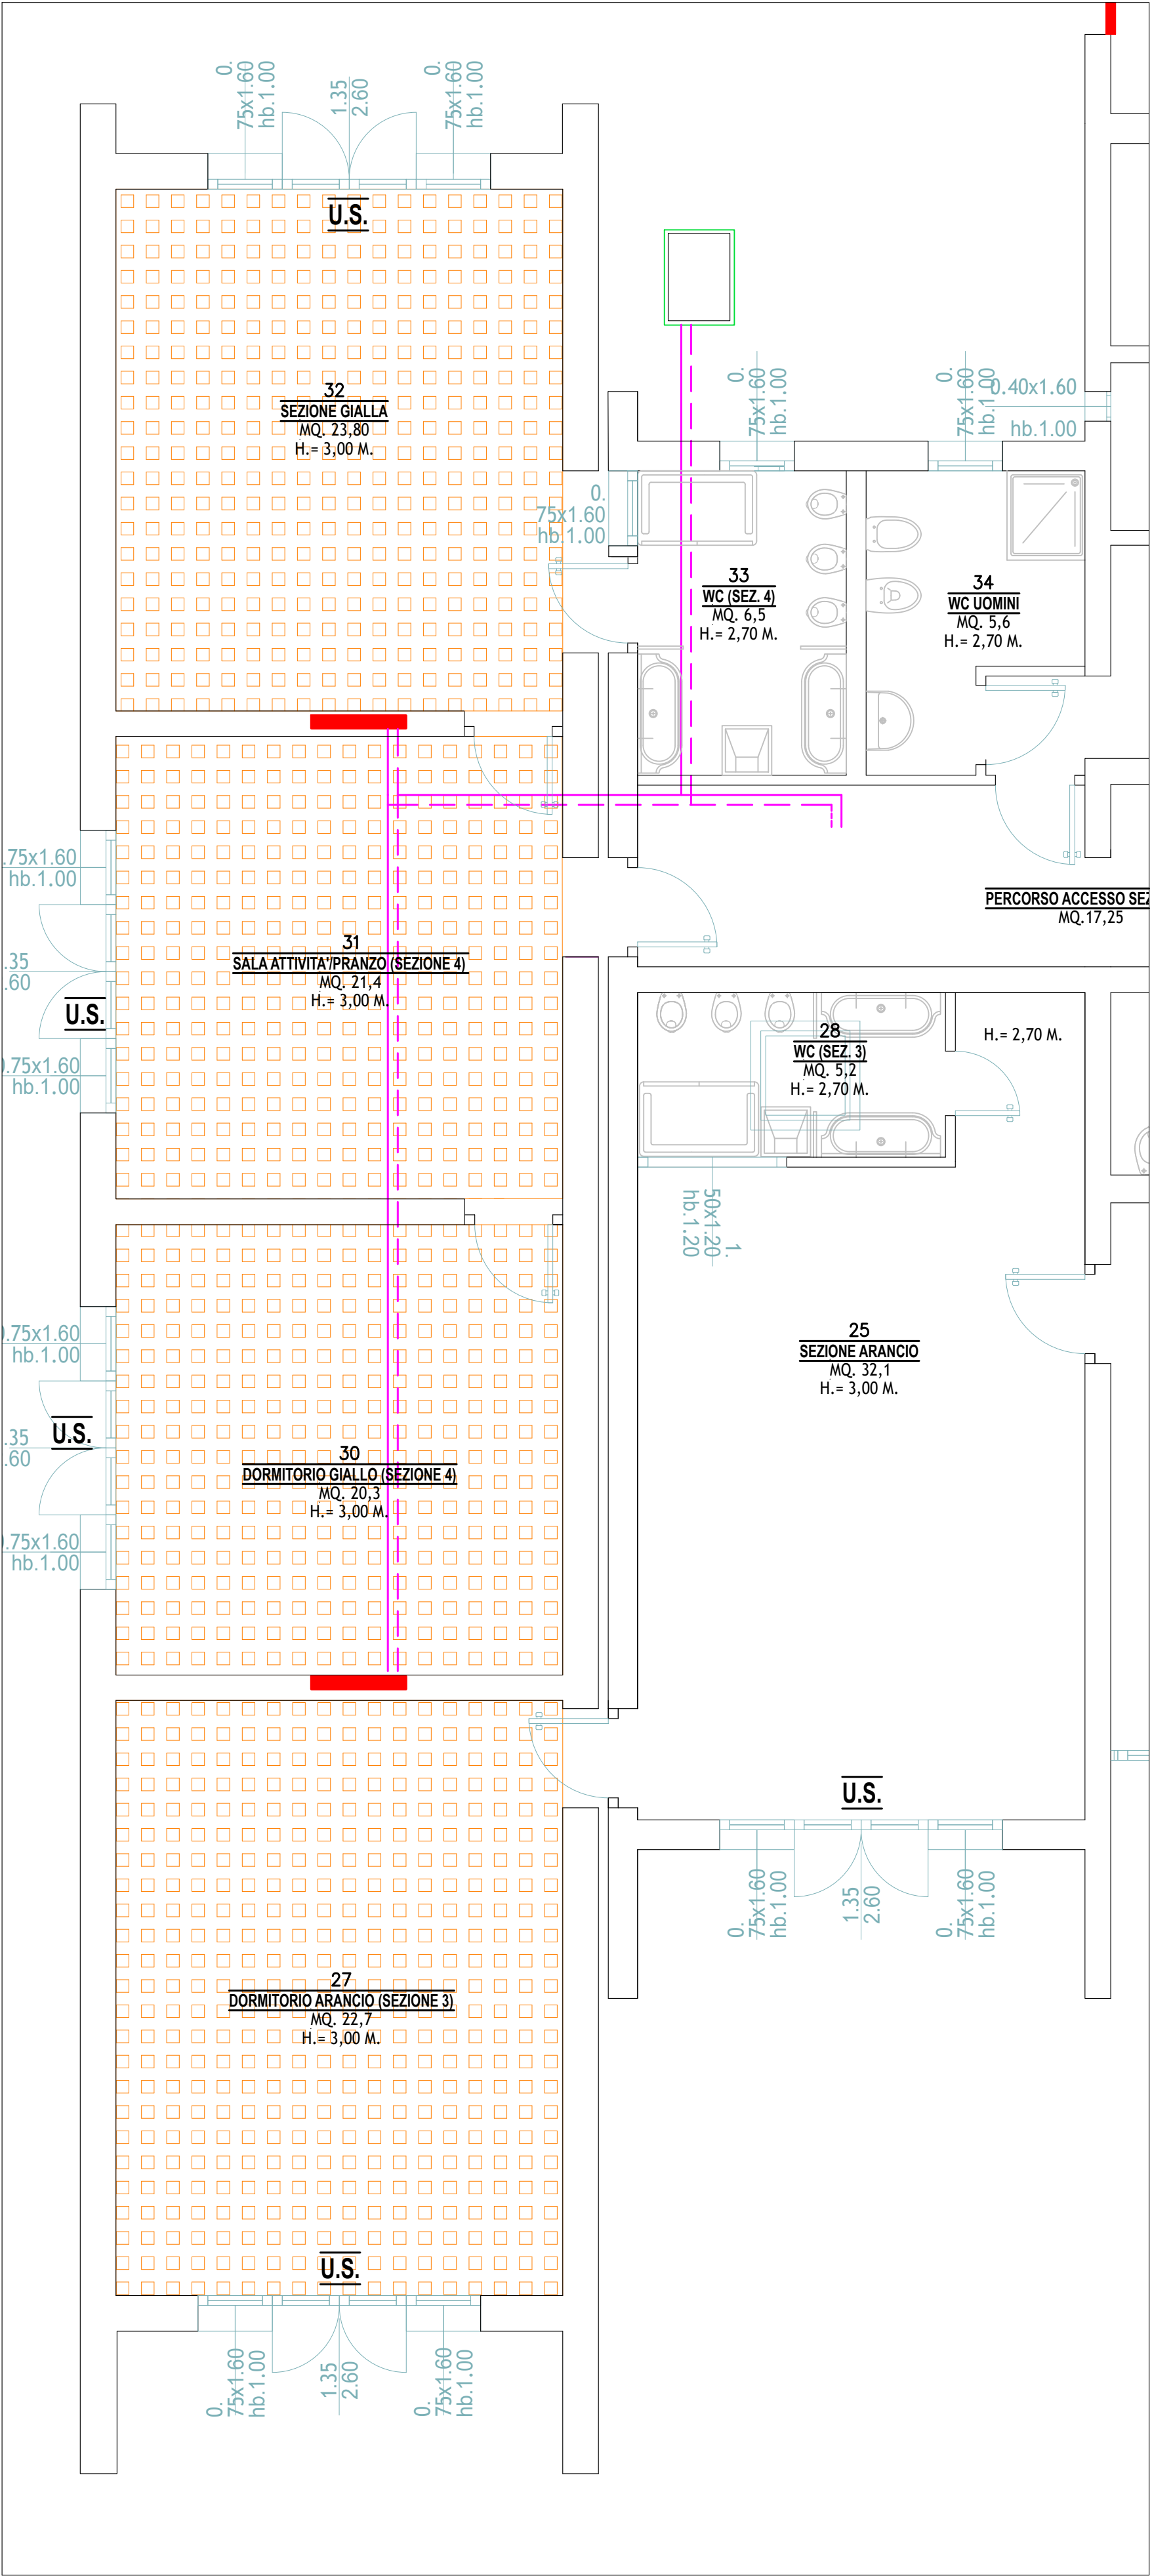 0.
75x1.60
hb.1.00
1.35
2.60
0.
75x1.60
hb.1.00
U.S.
32
SEZIONE GIALLA
MQ. 23,80
H.= 3,00 M.
0.
75x1.60
hb.1.00
0.
75x1.60
hb.1.00
0.40x1.60
hb.1.00
0.
75x1.60
hb.1.00
33
WC (SEZ. 4)
MQ. 6,5
H.= 2,70 M.
34
WC UOMINI
MQ. 5,6
H.= 2,70 M.
.75x1.60
hb.1.00
.35
.60
U.S.
.75x1.60
hb.1.00
31
SALA ATTIVITA'/PRANZO (SEZIONE 4)
MQ. 21,4
H.= 3,00 M.
PERCORSO ACCESSO SEZ
MQ.17,25
28
WC (SEZ. 3)
MQ. 5,2
H.= 2,70 M.
H.= 2,70 M.
1.
50x1.20
hb.1.20
25
SEZIONE ARANCIO
MQ. 32,1
H.= 3,00 M.
.75x1.60
hb.1.00
.35
.60
U.S.
.75x1.60
hb.1.00
30
DORMITORIO GIALLO (SEZIONE 4)
MQ. 20,3
H.= 3,00 M.
U.S.
0.
75x1.60
hb.1.00
1.35
2.60
0.
75x1.60
hb.1.00
27
DORMITORIO ARANCIO (SEZIONE 3)
MQ. 22,7
H.= 3,00 M.
U.S.
0.
75x1.60
hb.1.00
1.35
2.60
0.
75x1.60
hb.1.00